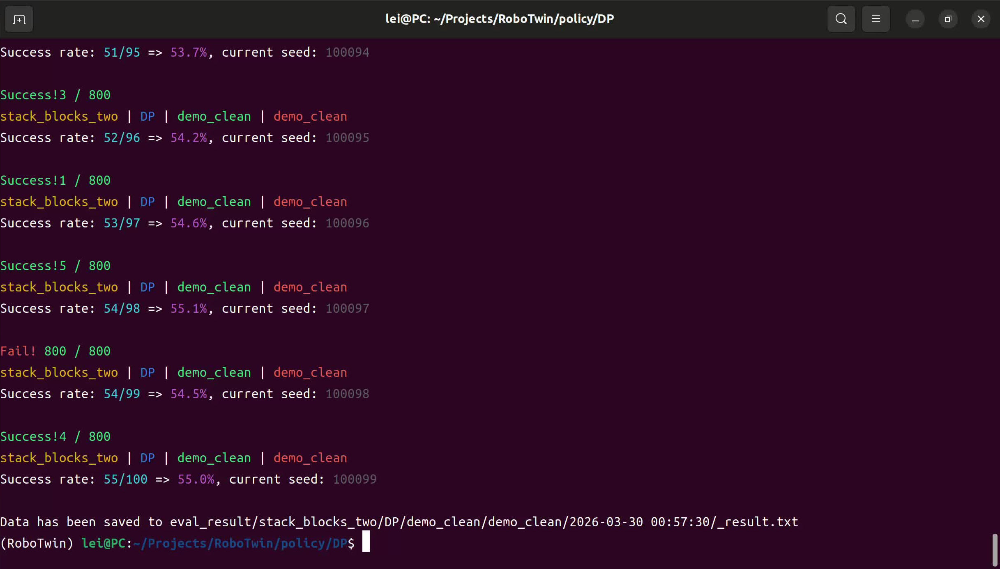 lei@PC: ~/Projects/RoboTwin/policy/DP
Success rate: 51/95 => 53.7%, current seed: 100094
Success!3 / 800
stack_blocks_two | DP | demo_clean | demo_clean
Success rate: 52/96 => 54.2%, current seed: 100095
Success!1 / 800
stack_blocks_two | DP | demo_clean | demo_clean
Success rate: 53/97 => 54.6%, current seed: 100096
Success!5 / 800
stack_blocks_two | DP | demo_clean | demo_clean
Success rate: 54/98 => 55.1%, current seed: 100097
Fail! 800 / 800
stack_blocks_two | DP | demo_clean | demo_clean
Success rate: 54/99 => 54.5%, current seed: 100098
Success!4 / 800
stack_blocks_two | DP | demo_clean | demo_clean
Success rate: 55/100 => 55.0%, current seed: 100099
Data has been saved to eval_result/stack_blocks_two/DP/demo_clean/demo_clean/2026-03-30 00:57:30/_result.txt
(RoboTwin) lei@PC:~/Projects/RoboTwin/policy/DP$